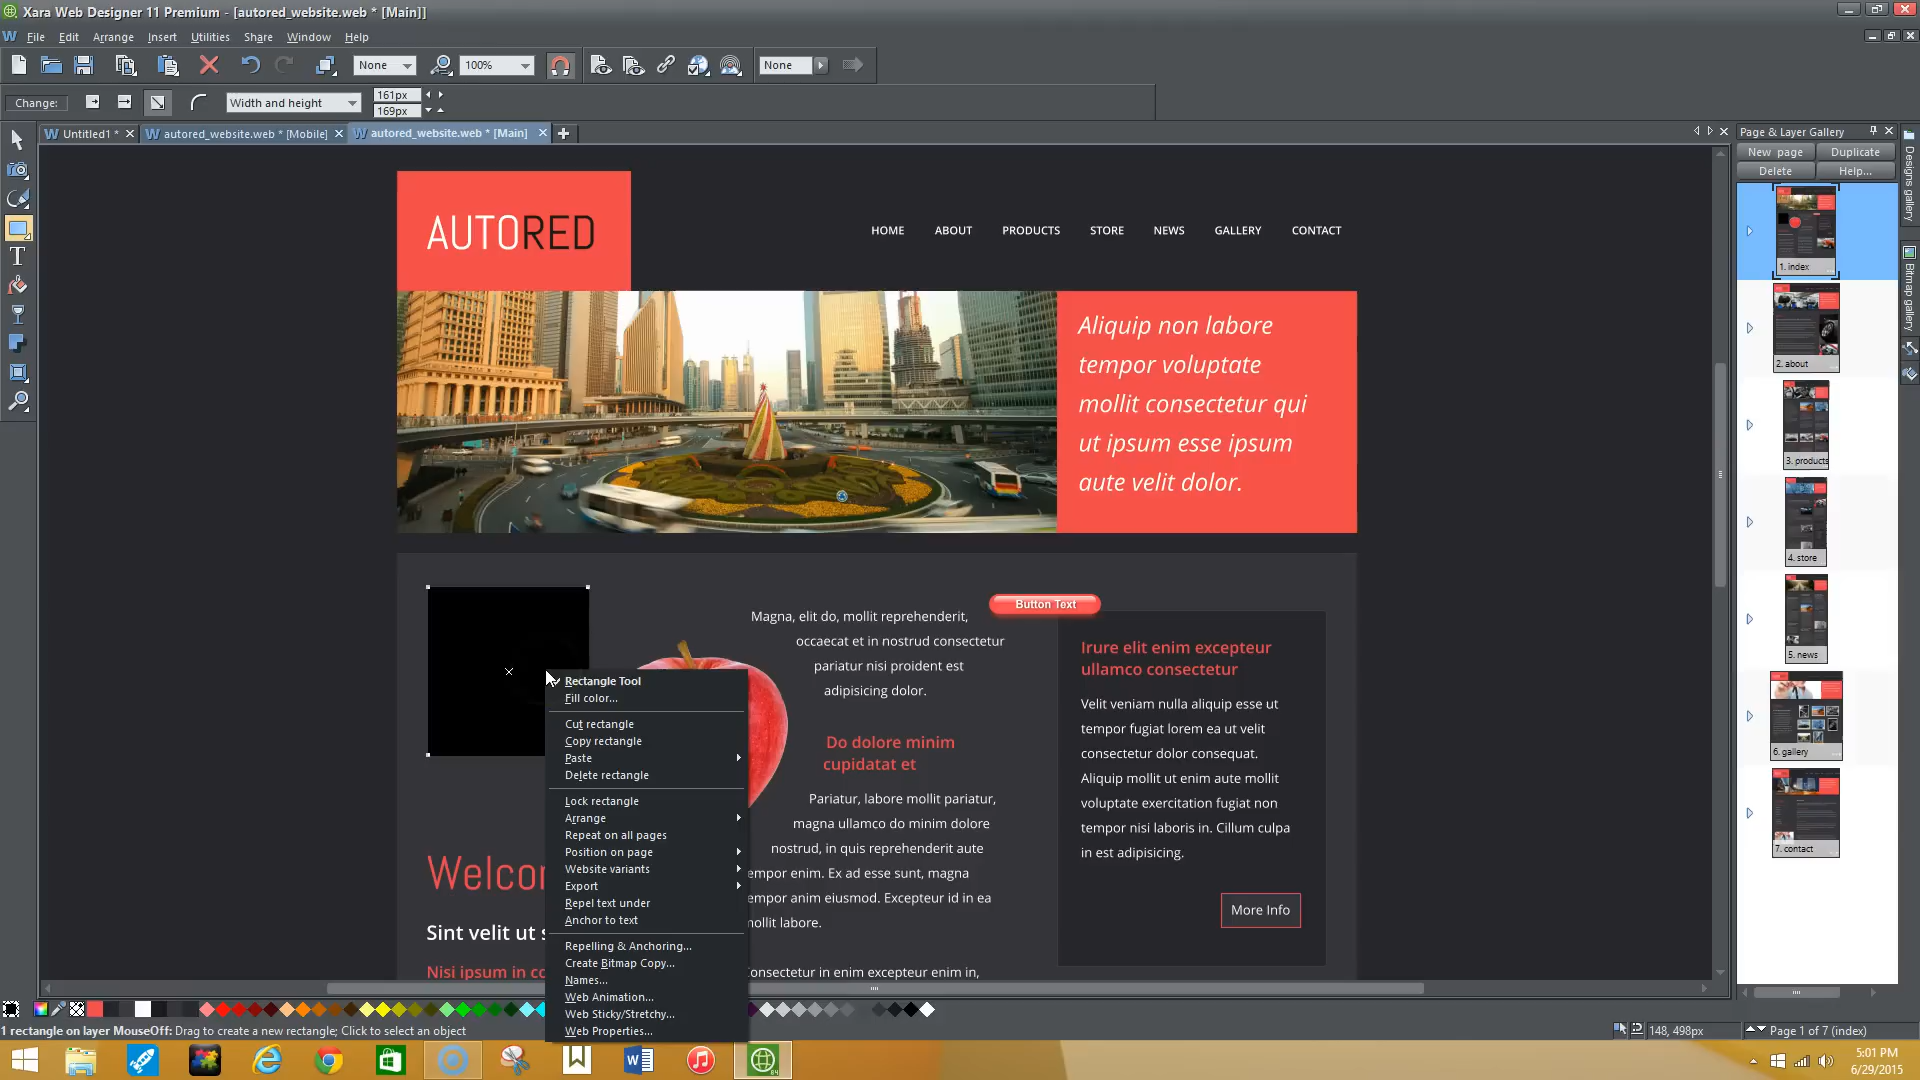 Xara Web Designer 11 Premium - [autored_website.web * [Main]]
File Edit Arrange Insert Utilities Share Window Help
None 100% None
Change: Width and height 161px
169px
Untitled1 * autored_website.web * [Mobile] autored_website.web * [Main]
Page & Layer Gallery
New page Duplicate
Delete Help...
Designs gallery
Bitmap gallery
1. index
2. about
3. products
4. store
5. news
6. gallery
7. contact
AUTORED
HOME ABOUT PRODUCTS STORE NEWS GALLERY CONTACT
Aliquip non labore
tempor voluptate
mollit consectetur qui
ut ipsum esse ipsum
aute velit dolor.
Button Text
Magna, elit do, mollit reprehenderit,
occaecat et in nostrud consectetur
pariatur nisi proident est
adipisicing dolor.
Do dolore minim
cupidatat et
Pariatur, labore mollit pariatur,
magna ullamco do minim dolore
nostrud, in quis reprehenderit aute
tempor enim. Ex ad esse sunt, magna
tempor anim eiusmod. Excepteur id in ea
mollit labore.
Consectetur in enim excepteur enim in,
Irure elit enim excepteur
ullamco consectetur
Velit veniam nulla aliquip esse ut
tempor fugiat lorem ea ut velit
consectetur dolor consequat.
Aliquip mollit ut enim aute mollit
voluptate exercitation fugiat non
tempor nisi laboris in. Cillum culpa
in est adipisicing.
More Info
Welcom
Sint velit ut s
Nisi ipsum in co
Rectangle Tool
Fill color...
Cut rectangle
Copy rectangle
Paste
Delete rectangle
Lock rectangle
Arrange
Repeat on all pages
Position on page
Website variants
Export
Repel text under
Anchor to text
Repelling & Anchoring...
Create Bitmap Copy...
Names...
Web Animation...
Web Sticky/Stretchy...
Web Properties...
1 rectangle on layer MouseOff: Drag to create a new rectangle; Click to select an object
148, 498px Page 1 of 7 (index)
5:01 PM
6/29/2015